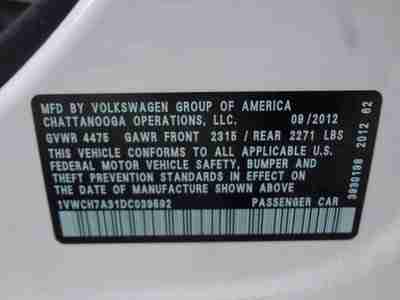 MFD BY VOLKSWAGEN GROUP OF AMERICA
CHATTANOOGA OPERATIONS, LLC. 09/2012
GVWR 4475 GAWR FRONT 2315 / REAR 2271 LBS
THIS VEHICLE CONFORMS TO ALL APPLICABLE U.S.
FEDERAL MOTOR VEHICLE SAFETY, BUMPER AND
THEFT PREVENTION STANDARDS IN EFFECT ON THE
DATE OF MANUFACTURE SHOWN ABOVE
1VWCH7A31DC039592 PASSENGER CAR
3930198 2012 62